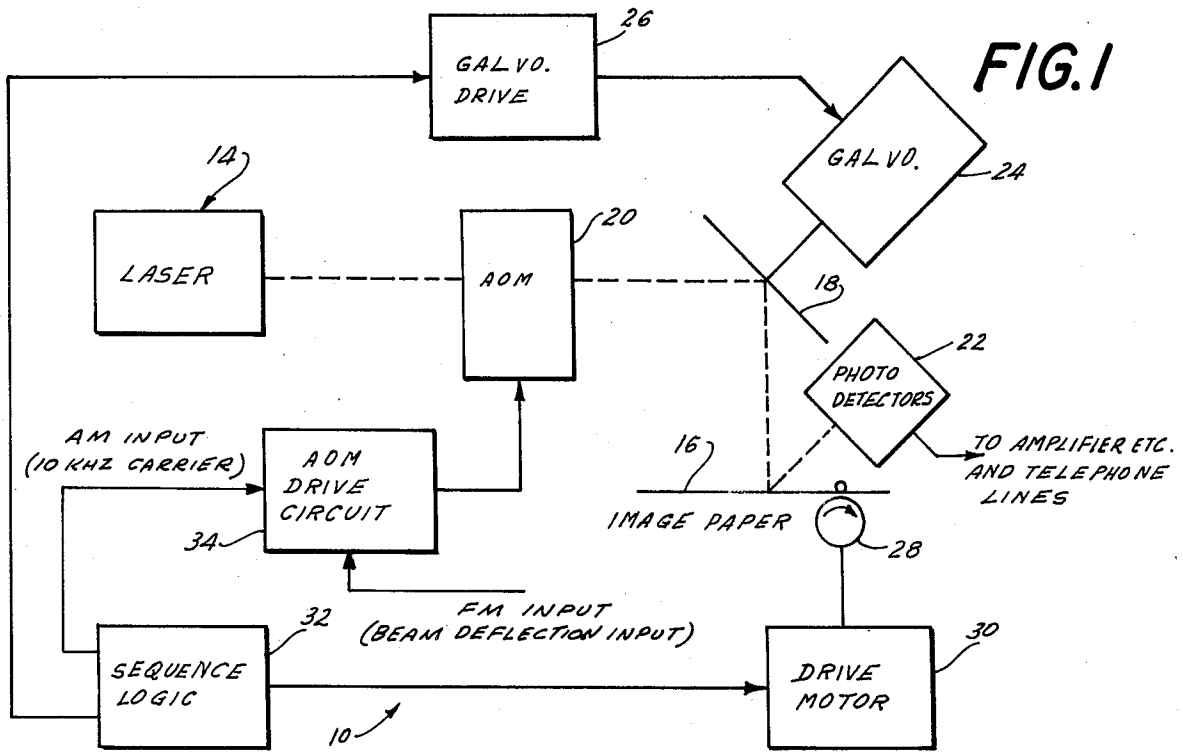 FIG.1
26
GALVO.
DRIVE
GALVO.
24
14
LASER
20
AOM
18
22
PHOTO
DETECTORS
TO AMPLIFIER ETC.
AND TELEPHONE
LINES
AM INPUT
(10 KHZ CARRIER)
AOM
DRIVE
CIRCUIT
34
16
IMAGE PAPER
28
FM INPUT
(BEAM DEFLECTION INPUT)
32
SEQUENCE
LOGIC
10
30
DRIVE
MOTOR